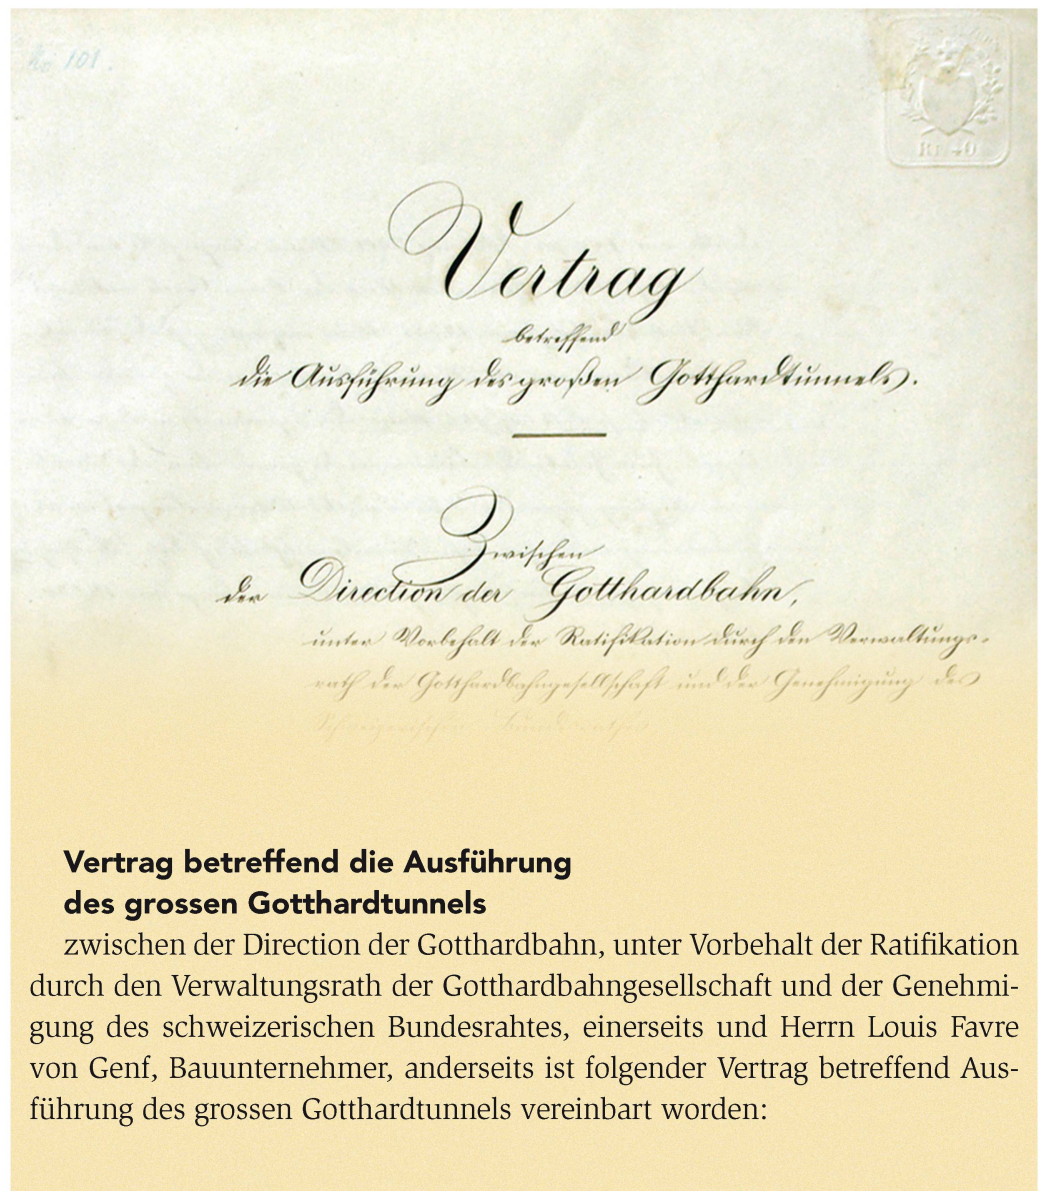 No 101.
Rp 40
Vertrag
betreffend
die Ausführung des großen Gotthardtunnels.
Zwischen
der Direction der Gotthardbahn,
unter Vorbehalt der Ratifikation durch den Verwaltungs-
rath der Gotthardbahngesellschaft und der Genehmigung des
Schweizerischen Bundesrathes
Vertrag betreffend die Ausführung
des grossen Gotthardtunnels
zwischen der Direction der Gotthardbahn, unter Vorbehalt der Ratifikation
durch den Verwaltungsrath der Gotthardbahngesellschaft und der Genehmi-
gung des schweizerischen Bundesrahtes, einerseits und Herrn Louis Favre
von Genf, Bauunternehmer, anderseits ist folgender Vertrag betreffend Aus-
führung des grossen Gotthardtunnels vereinbart worden: